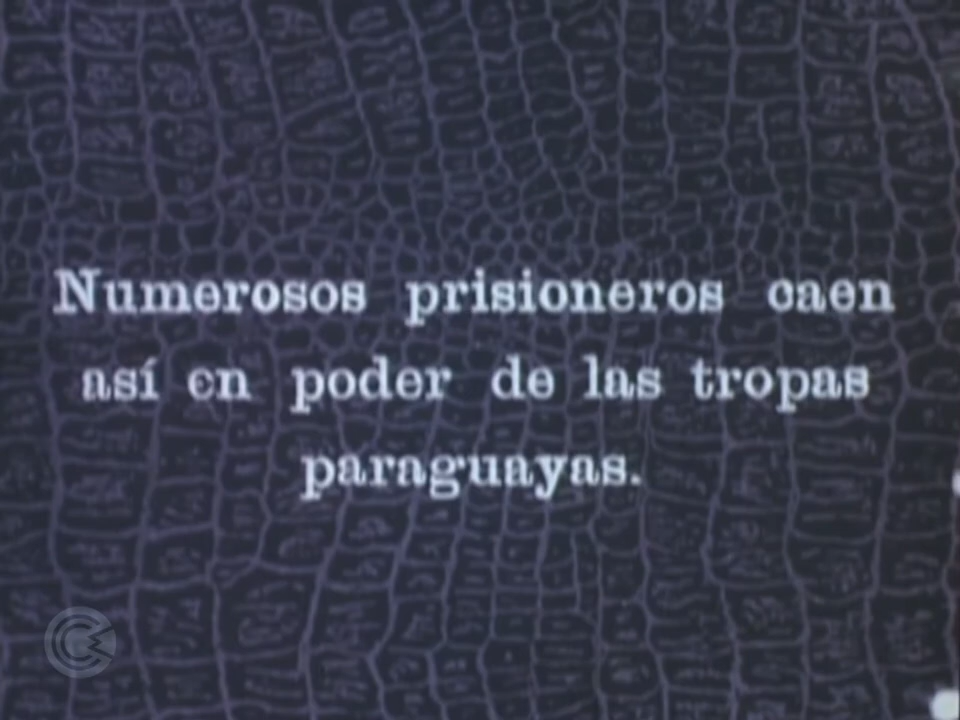 Numerosos prisioneros caen
así en poder de las tropas
paraguayas.